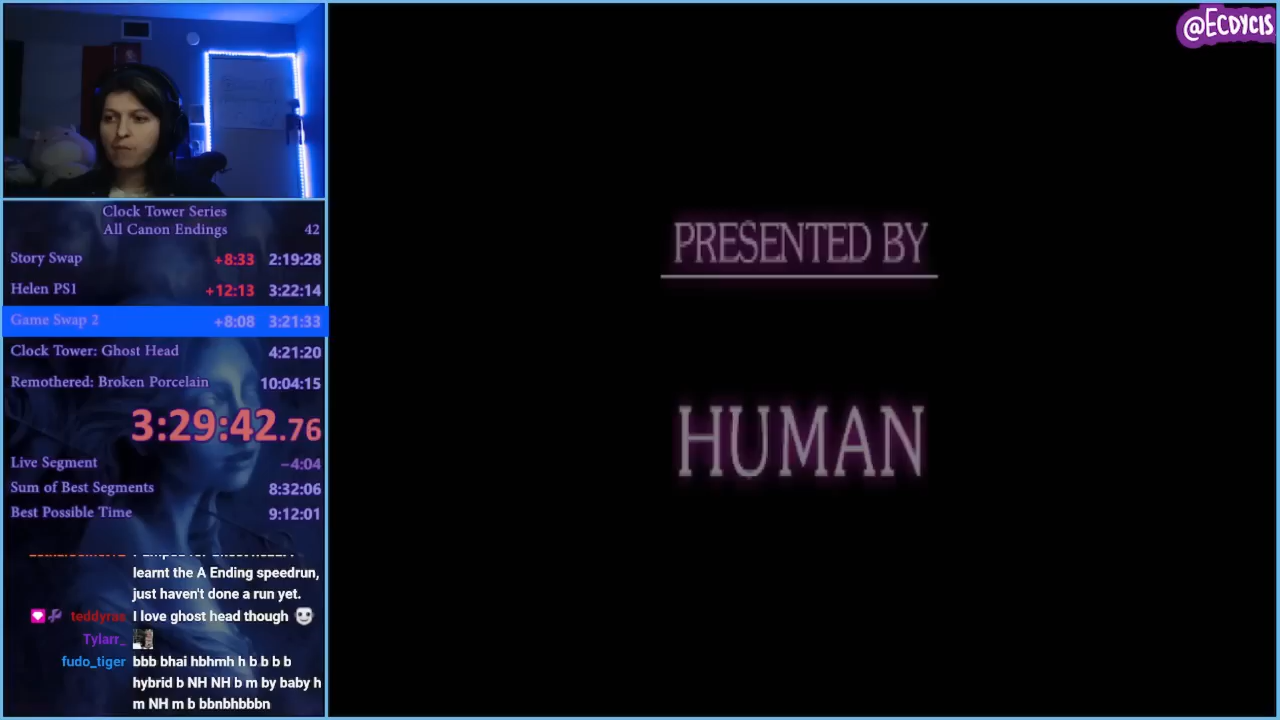 @ECDYCIS
PRESENTED BY
HUMAN
Clock Tower Series
All Canon Endings 42
Story Swap +8:33 2:19:28
Helen PS1 +12:13 3:22:14
Game Swap 2 +8:08 3:21:33
Clock Tower: Ghost Head 4:21:20
Remothered: Broken Porcelain 10:04:15
3:29:42.76
Live Segment −4:04
Sum of Best Segments 8:32:06
Best Possible Time 9:12:01
learnt the A Ending speedrun,
just haven't done a run yet.
teddyras I love ghost head though
Tylarr_
fudo_tiger bbb bhai hbhmh h b b b b
hybrid b NH NH b m by baby h
m NH m b bbnbhbbbn